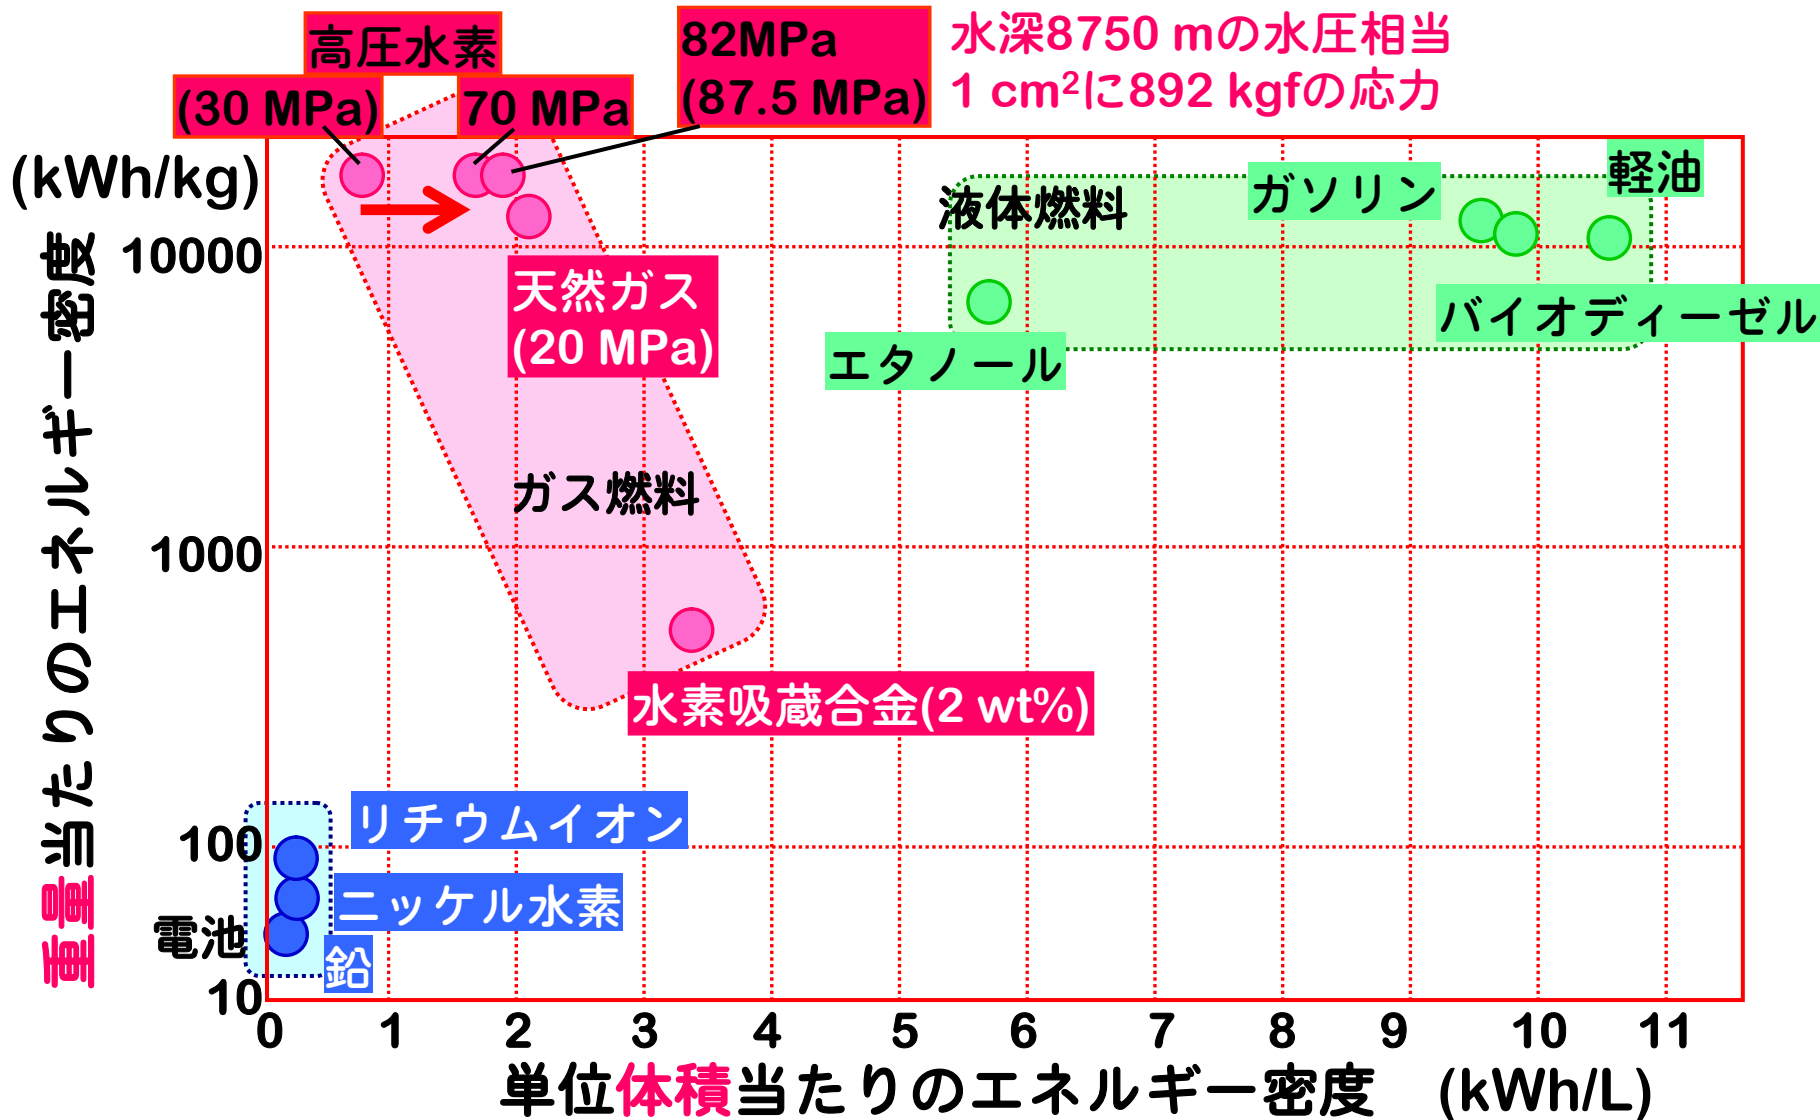 高圧水素
(30 MPa)
70 MPa
82MPa
(87.5 MPa)
水深8750 mの水圧相当
1 cm²に892 kgfの応力
(kWh/kg)
重量当たりのエネルギー密度
10000
1000
100
10
液体燃料
ガソリン
軽油
バイオディーゼル
エタノール
天然ガス
(20 MPa)
ガス燃料
水素吸蔵合金(2 wt%)
リチウムイオン
ニッケル水素
電池
鉛
0 1 2 3 4 5 6 7 8 9 10 11
単位体積当たりのエネルギー密度 (kWh/L)